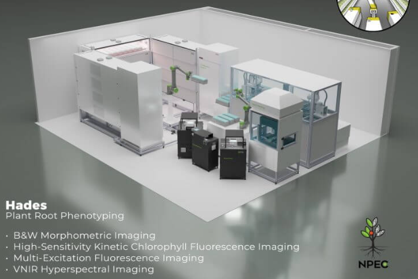 Hades
Plant Root Phenotyping
• B&W Morphometric Imaging
• High-Sensitivity Kinetic Chlorophyll Fluorescence Imaging
• Multi-Excitation Fluorescence Imaging
• VNIR Hyperspectral Imaging
NPEC